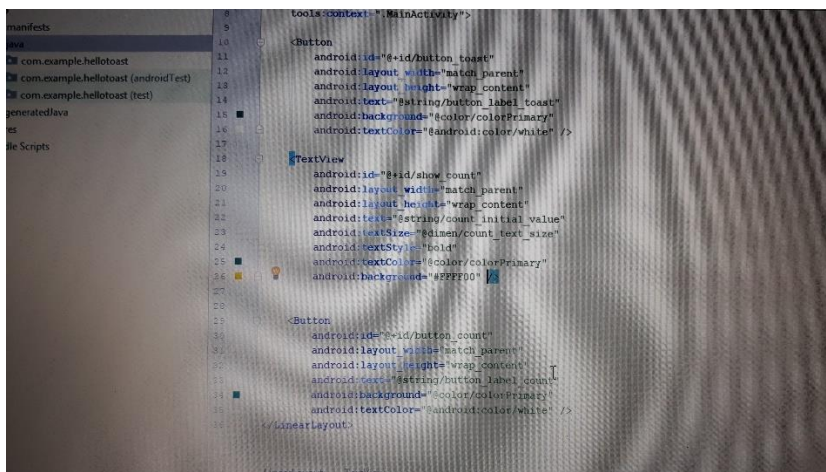 manifests
java
com.example.hellotoast
com.example.hellotoast (androidTest)
com.example.hellotoast (test)
generatedJava
res
dle Scripts
8 tools:context=".MainActivity">
9
10 <Button
11 android:id="@+id/button_toast"
12 android:layout_width="match_parent"
13 android:layout_height="wrap_content"
14 android:text="@string/button_label_toast"
15 android:background="@color/colorPrimary"
16 android:textColor="@android:color/white" />
17
18 <TextView
19 android:id="@+id/show_count"
20 android:layout_width="match_parent"
21 android:layout_height="wrap_content"
22 android:text="@string/count_initial_value"
23 android:textSize="@dimen/count_text_size"
24 android:textStyle="bold"
25 android:textColor="@color/colorPrimary"
26 android:background="#FFFF00" />
27
28
29 <Button
30 android:id="@+id/button_count"
31 android:layout_width="match_parent"
32 android:layout_height="wrap_content"
33 android:text="@string/button_label_count"
34 android:background="@color/colorPrimary"
35 android:textColor="@android:color/white" />
36 </LinearLayout>